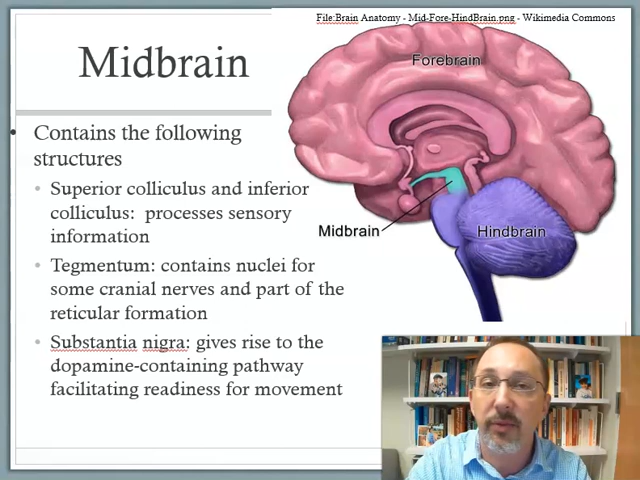 File:Brain Anatomy - Mid-Fore-HindBrain.png - Wikimedia Commons
Midbrain
• Contains the following
structures
• Superior colliculus and inferior
colliculus: processes sensory
information
• Tegmentum: contains nuclei for
some cranial nerves and part of the
reticular formation
• Substantia nigra: gives rise to the
dopamine-containing pathway
facilitating readiness for movement
Forebrain
Midbrain
Hindbrain